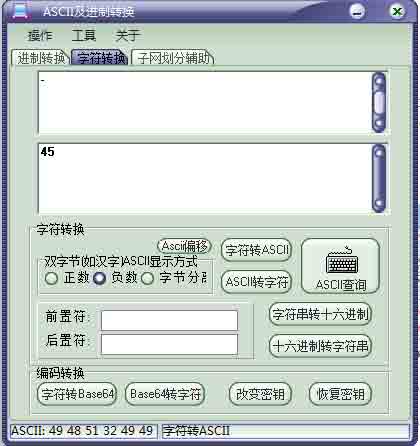 ASCII及进制转换
操作 工具 关于
进制转换 字符转换 子网划分辅助
-
45
字符转换
Ascii偏移
字符转ASCII
双字节(如汉字)ASCII显示方式
正数 负数 字节分离
ASCII转字符
ASCII查询
前置符:
后置符:
字符串转十六进制
十六进制转字符串
编码转换
字符转Base64 Base64转字符 改变密钥 恢复密钥
ASCII: 49 48 51 32 49 49 字符转ASCII